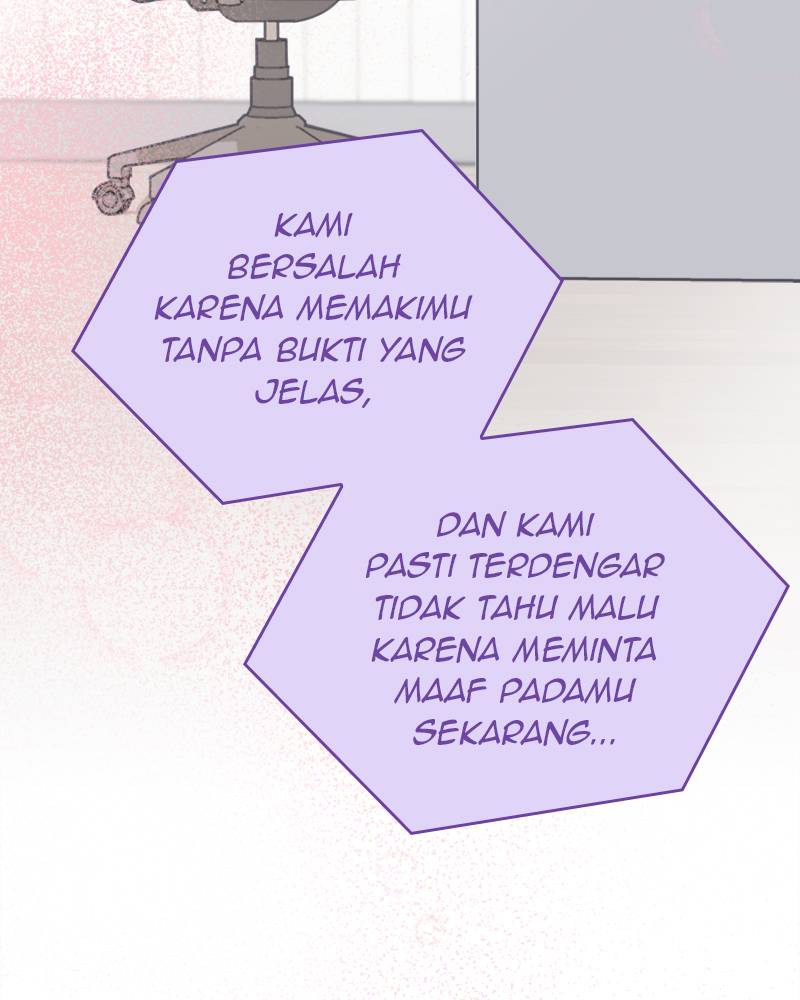 KAMI
BERSALAH
KARENA MEMAKIMU
TANPA BUKTI YANG
JELAS,
DAN KAMI
PASTI TERDENGAR
TIDAK TAHU MALU
KARENA MEMINTA
MAAF PADAMU
SEKARANG...